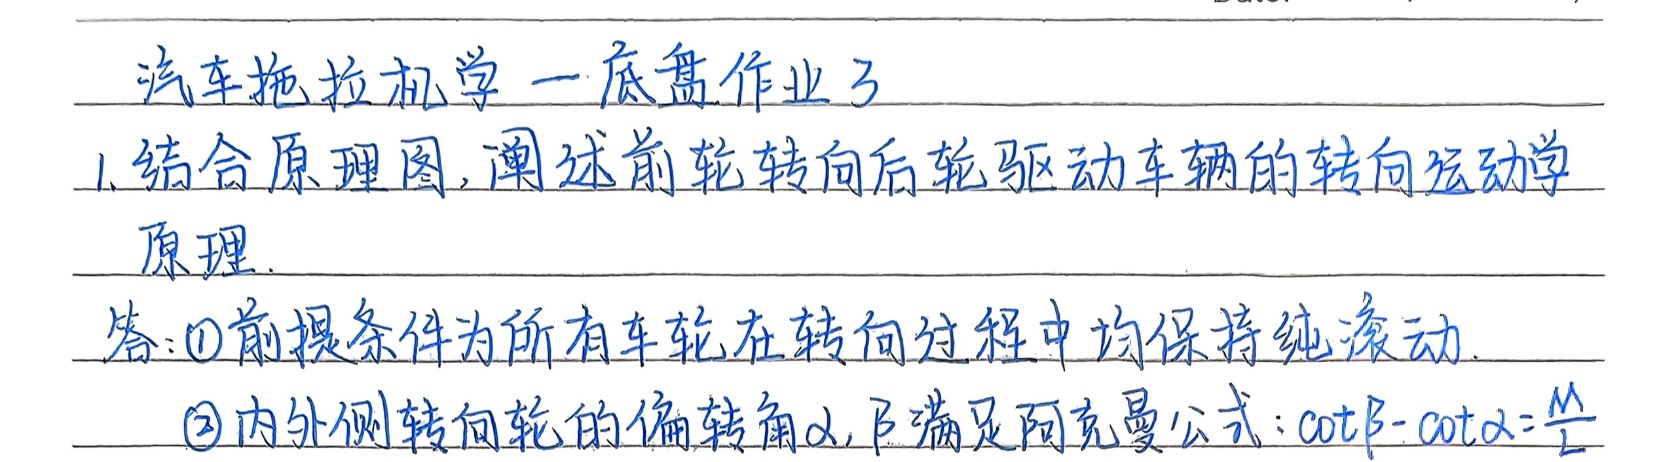 汽车拖拉机学一底盘作业3
1.结合原理图,阐述前轮转向后轮驱动车辆的转向运动学
原理.
答:①前提条件为所有车轮在转向过程中均保持纯滚动.
②内外侧转向轮的偏转角α,β满足阿克曼公式:cotβ-cotα=M/L